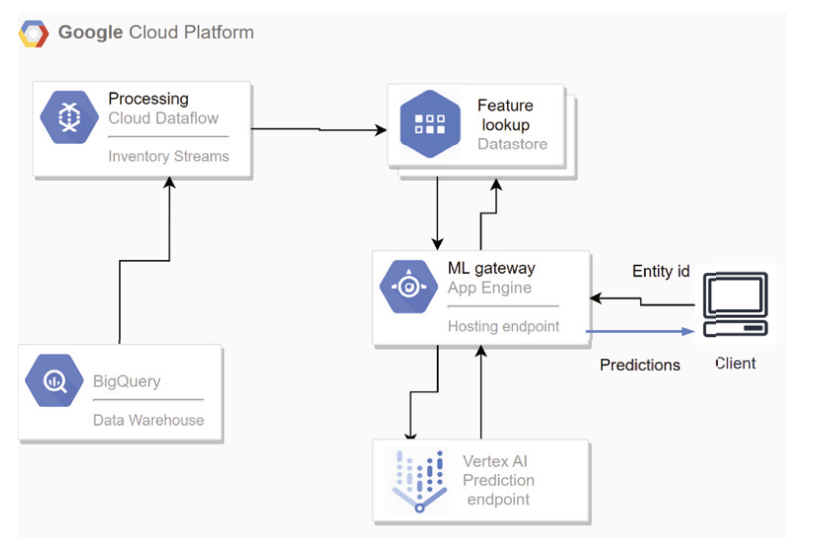 Google Cloud Platform
Processing
Cloud Dataflow
Inventory Streams
Feature
lookup
Datastore
ML gateway
App Engine
Hosting endpoint
Entity id
Predictions
Client
BigQuery
Data Warehouse
Vertex AI
Prediction
endpoint